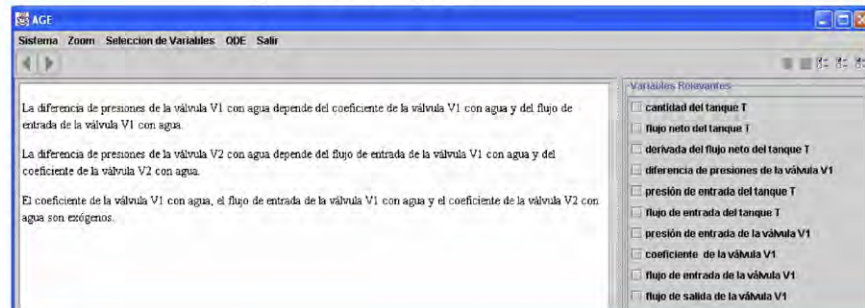 AGE
Sistema Zoom Seleccion de Variables QDE Salir
La diferencia de presiones de la válvula V1 con agua depende del coeficiente de la válvula V1 con agua y del flujo de
entrada de la válvula V1 con agua.
La diferencia de presiones de la válvula V2 con agua depende del flujo de entrada de la válvula V1 con agua y del
coeficiente de la válvula V2 con agua.
El coeficiente de la válvula V1 con agua, el flujo de entrada de la válvula V1 con agua y el coeficiente de la válvula V2 con
agua son exógenos.
Variables Relevantes
cantidad del tanque T
flujo neto del tanque T
derivada del flujo neto del tanque T
diferencia de presiones de la válvula V1
presión de entrada del tanque T
flujo de entrada del tanque T
presión de entrada de la válvula V1
coeficiente de la válvula V1
flujo de entrada de la válvula V1
flujo de salida de la válvula V1